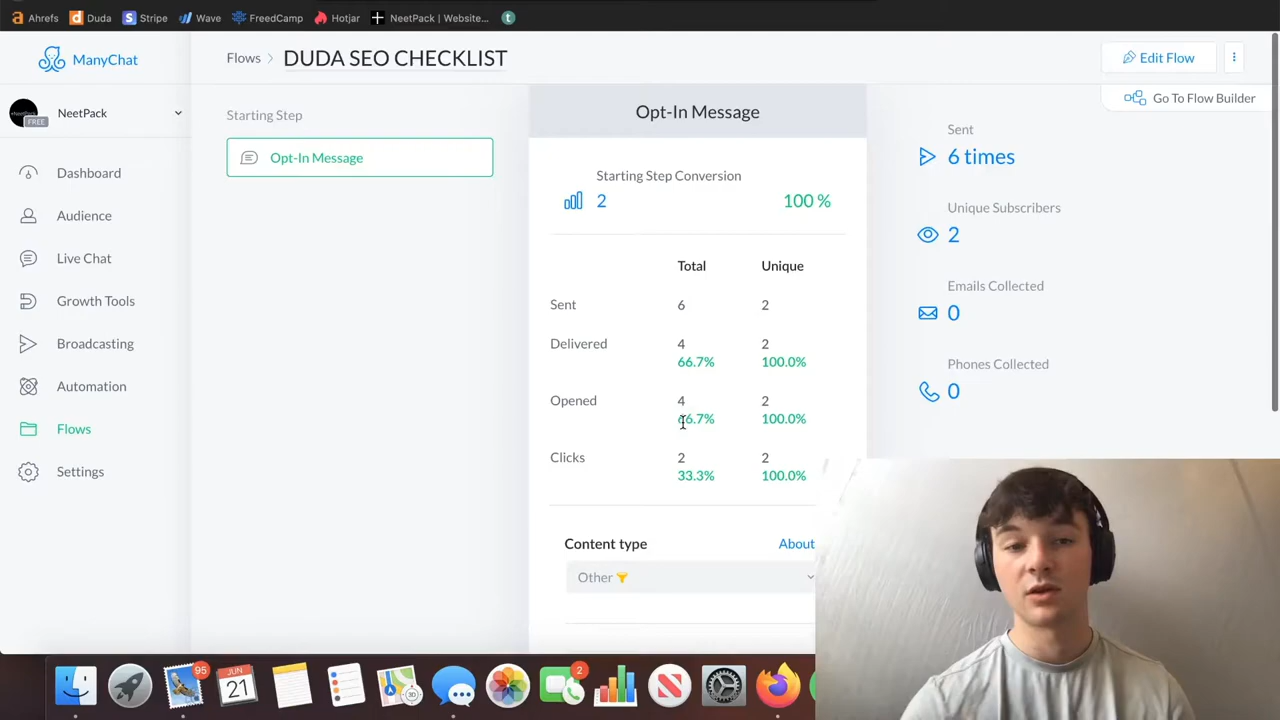 Ahrefs Duda Stripe Wave FreedCamp Hotjar NeetPack | Website...
ManyChat
Flows > DUDA SEO CHECKLIST
Edit Flow
Go To Flow Builder
NeetPack
FREE
Dashboard
Audience
Live Chat
Growth Tools
Broadcasting
Automation
Flows
Settings
Starting Step
Opt-In Message
Opt-In Message
Starting Step Conversion
2 100 %
Total Unique
Sent 6 2
Delivered 4 2
66.7% 100.0%
Opened 4 2
66.7% 100.0%
Clicks 2 2
33.3% 100.0%
Content type About
Other
Sent
6 times
Unique Subscribers
2
Emails Collected
0
Phones Collected
0
95
JUN
21
30
2